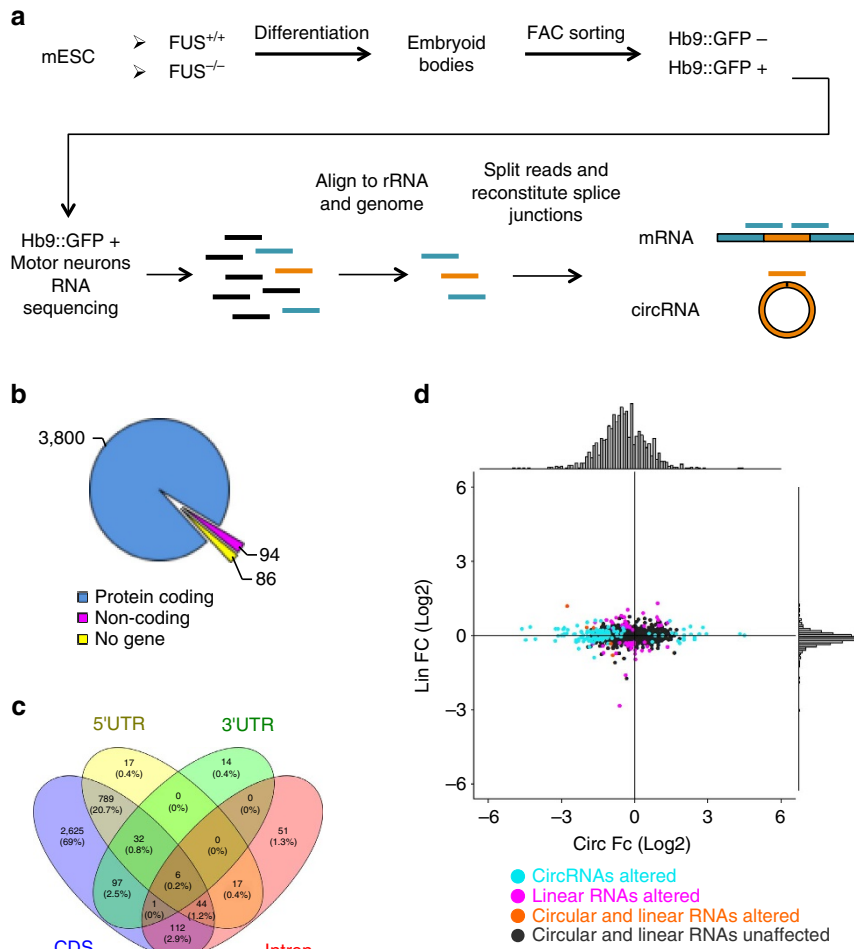 a
mESC
FUS+/+
FUS–/–
Differentiation
Embryoid
bodies
FAC sorting
Hb9::GFP –
Hb9::GFP +
Hb9::GFP +
Motor neurons
RNA
sequencing
Align to rRNA
and genome
Split reads and
reconstitute splice
junctions
mRNA
circRNA
b
3,800
94
86
Protein coding
Non-coding
No gene
c
5'UTR
3'UTR
17
(0.4%)
14
(0.4%)
789
(20.7%)
0
(0%)
0
(0%)
2,625
(69%)
32
(0.8%)
0
(0%)
51
(1.3%)
97
(2.5%)
6
(0.2%)
17
(0.4%)
1
(0%)
44
(1.2%)
112
(2.9%)
CDS
Intron
d
6
3
0
–3
–6
Lin FC (Log2)
–6
–3
0
3
6
Circ Fc (Log2)
CircRNAs altered
Linear RNAs altered
Circular and linear RNAs altered
Circular and linear RNAs unaffected